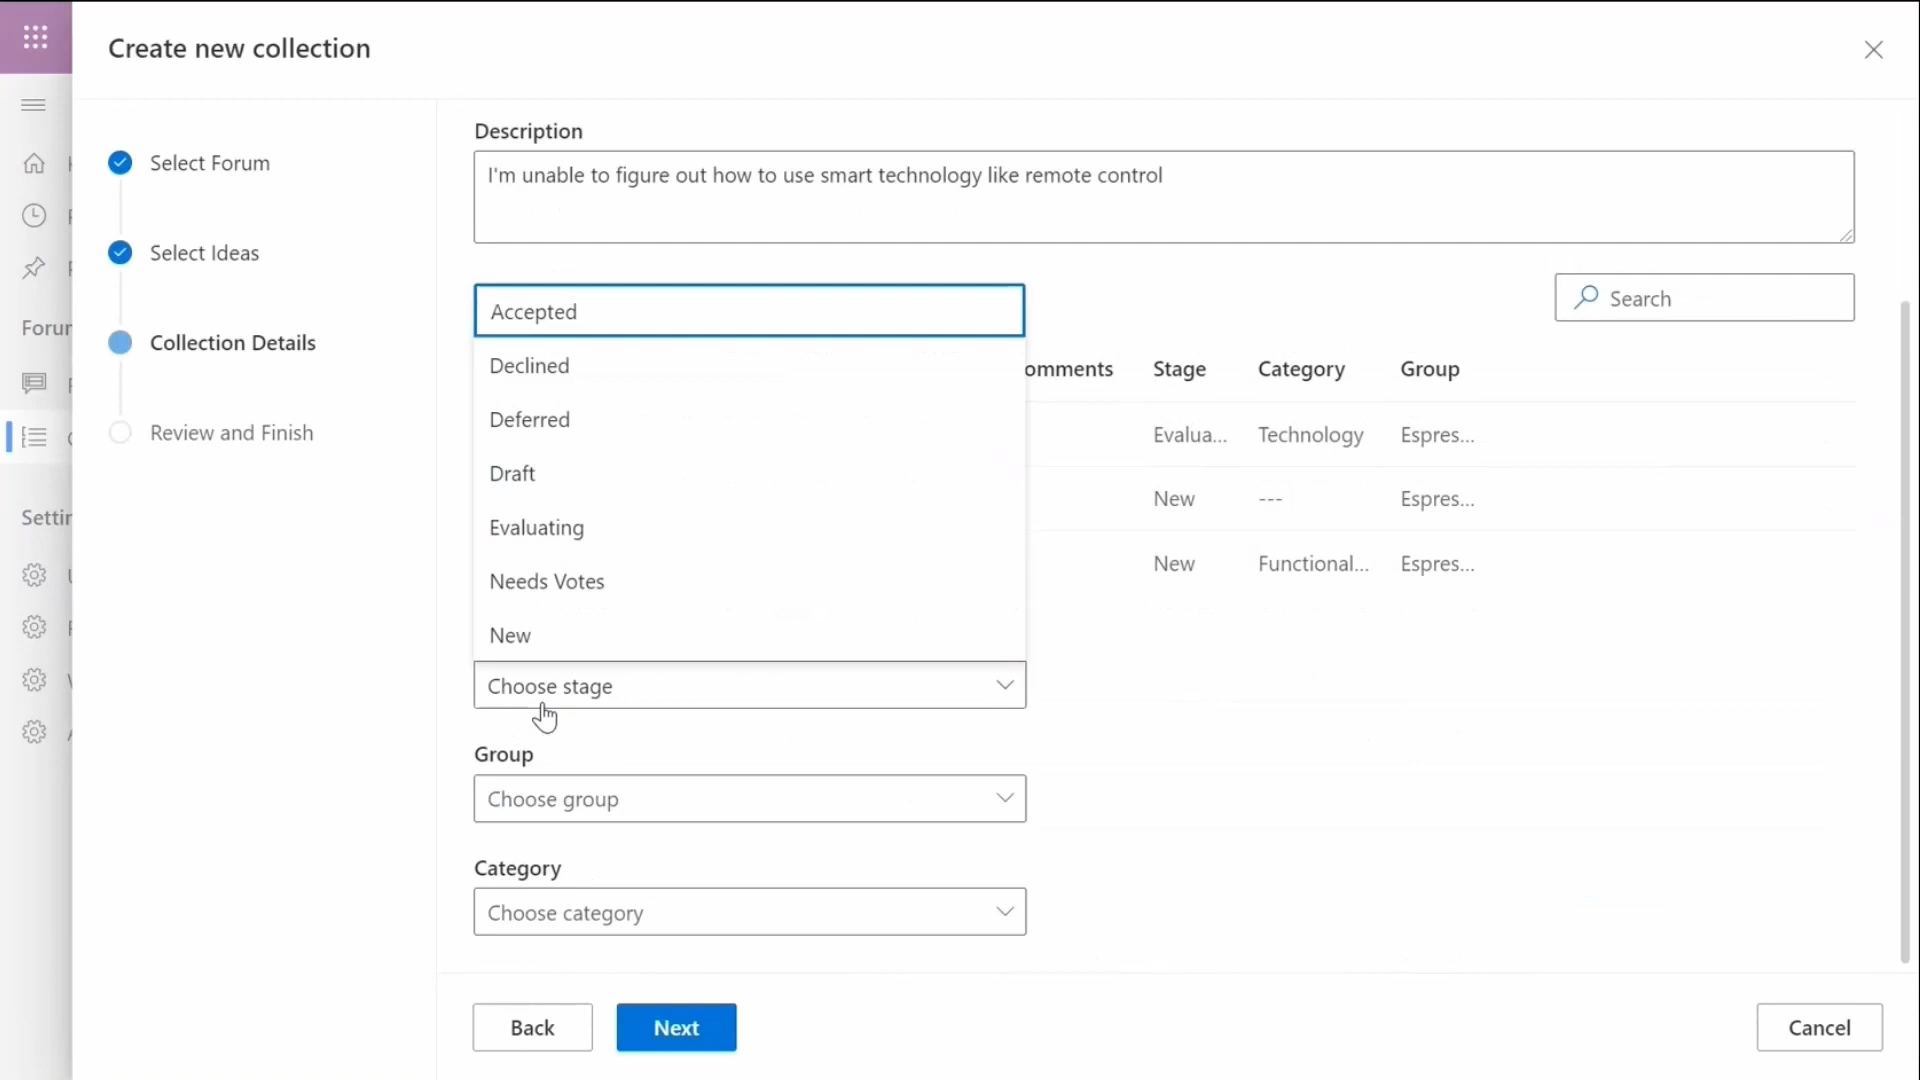 Create new collection
Select Forum
Select Ideas
Collection Details
Review and Finish
Description
I'm unable to figure out how to use smart technology like remote control
Search
Accepted
Declined
Deferred
Draft
Evaluating
Needs Votes
New
omments Stage Category Group
Evalua... Technology Espres...
New --- Espres...
New Functional... Espres...
Choose stage
Group
Choose group
Category
Choose category
Back Next Cancel
Forur
Settir